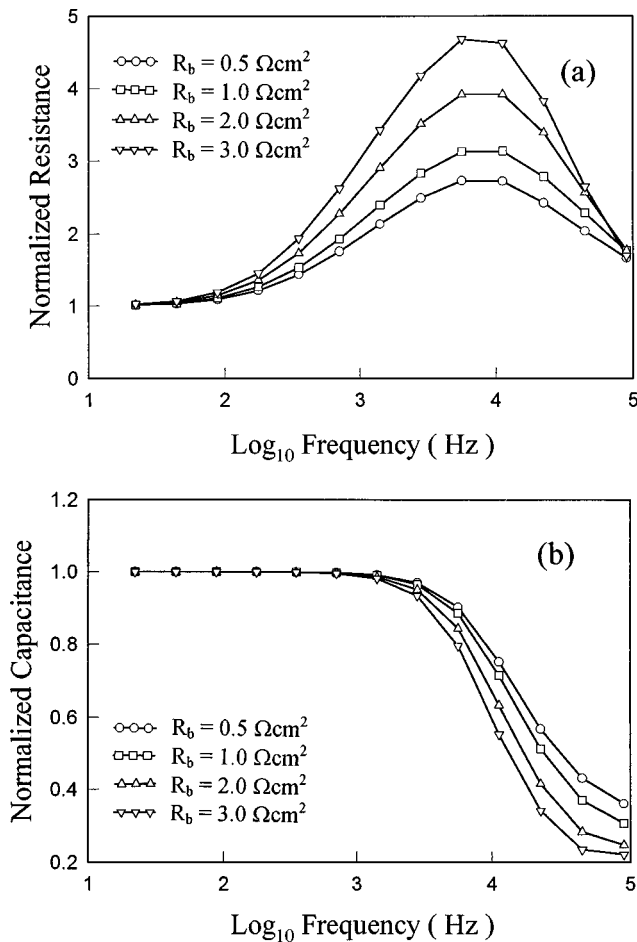 5
4
3
2
1
0
Normalized Resistance
(a)
R_b = 0.5 Ωcm²
R_b = 1.0 Ωcm²
R_b = 2.0 Ωcm²
R_b = 3.0 Ωcm²
1 2 3 4 5
Log₁₀ Frequency ( Hz )
1.2
1.0
0.8
0.6
0.4
0.2
Normalized Capacitance
(b)
R_b = 0.5 Ωcm²
R_b = 1.0 Ωcm²
R_b = 2.0 Ωcm²
R_b = 3.0 Ωcm²
1 2 3 4 5
Log₁₀ Frequency ( Hz )